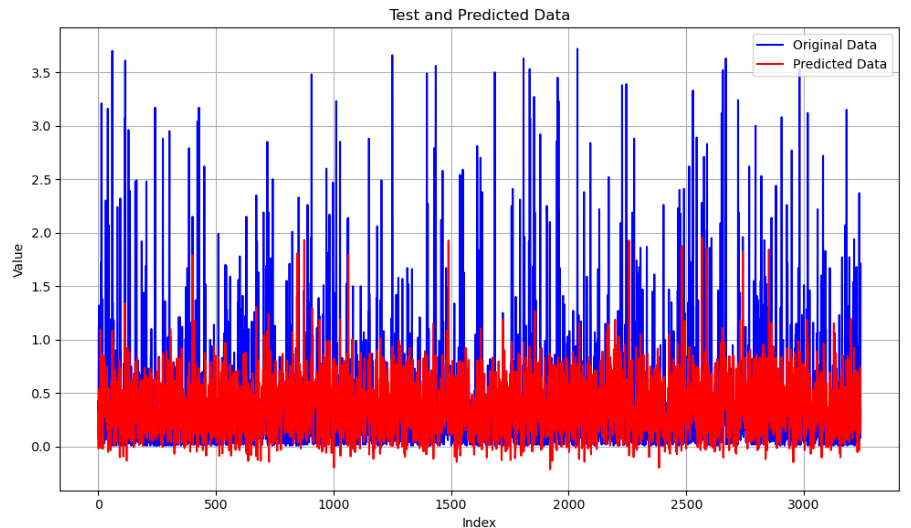 Test and Predicted Data
Original Data
Predicted Data
Value
3.5
3.0
2.5
2.0
1.5
1.0
0.5
0.0
0 500 1000 1500 2000 2500 3000
Index